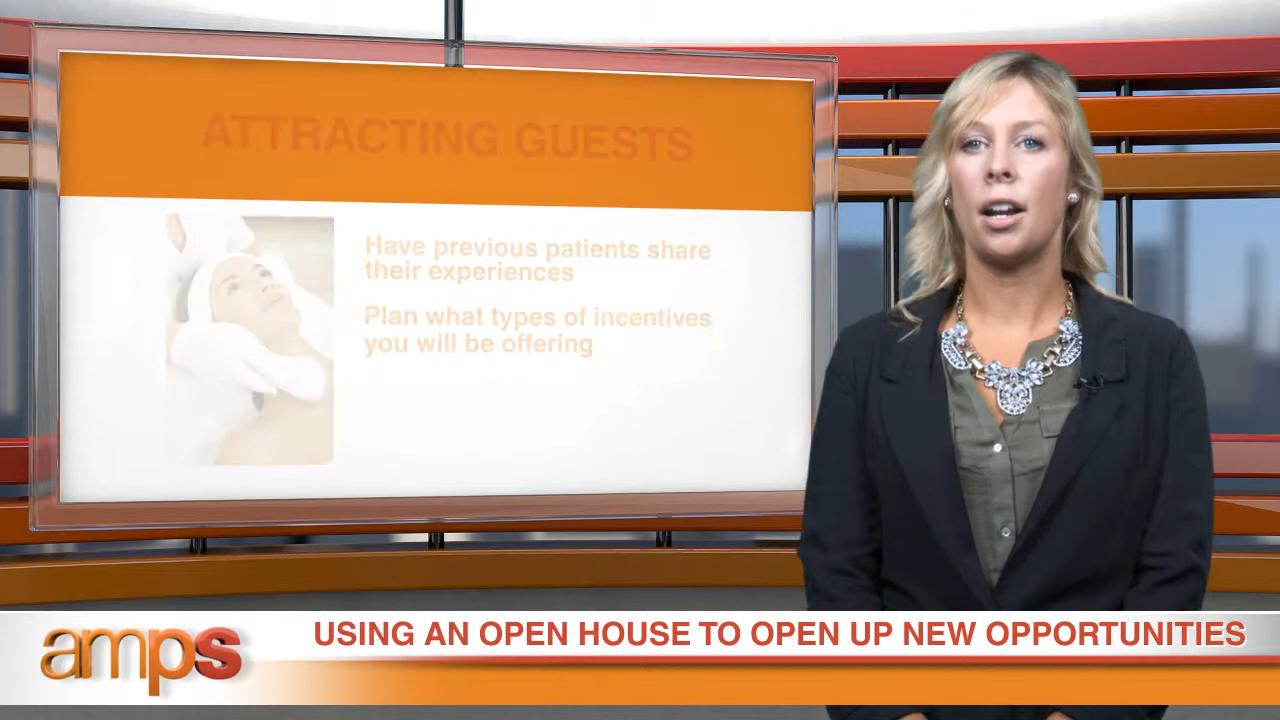 ATTRACTING GUESTS
Have previous patients share
their experiences
Plan what types of incentives
you will be offering
amps
USING AN OPEN HOUSE TO OPEN UP NEW OPPORTUNITIES